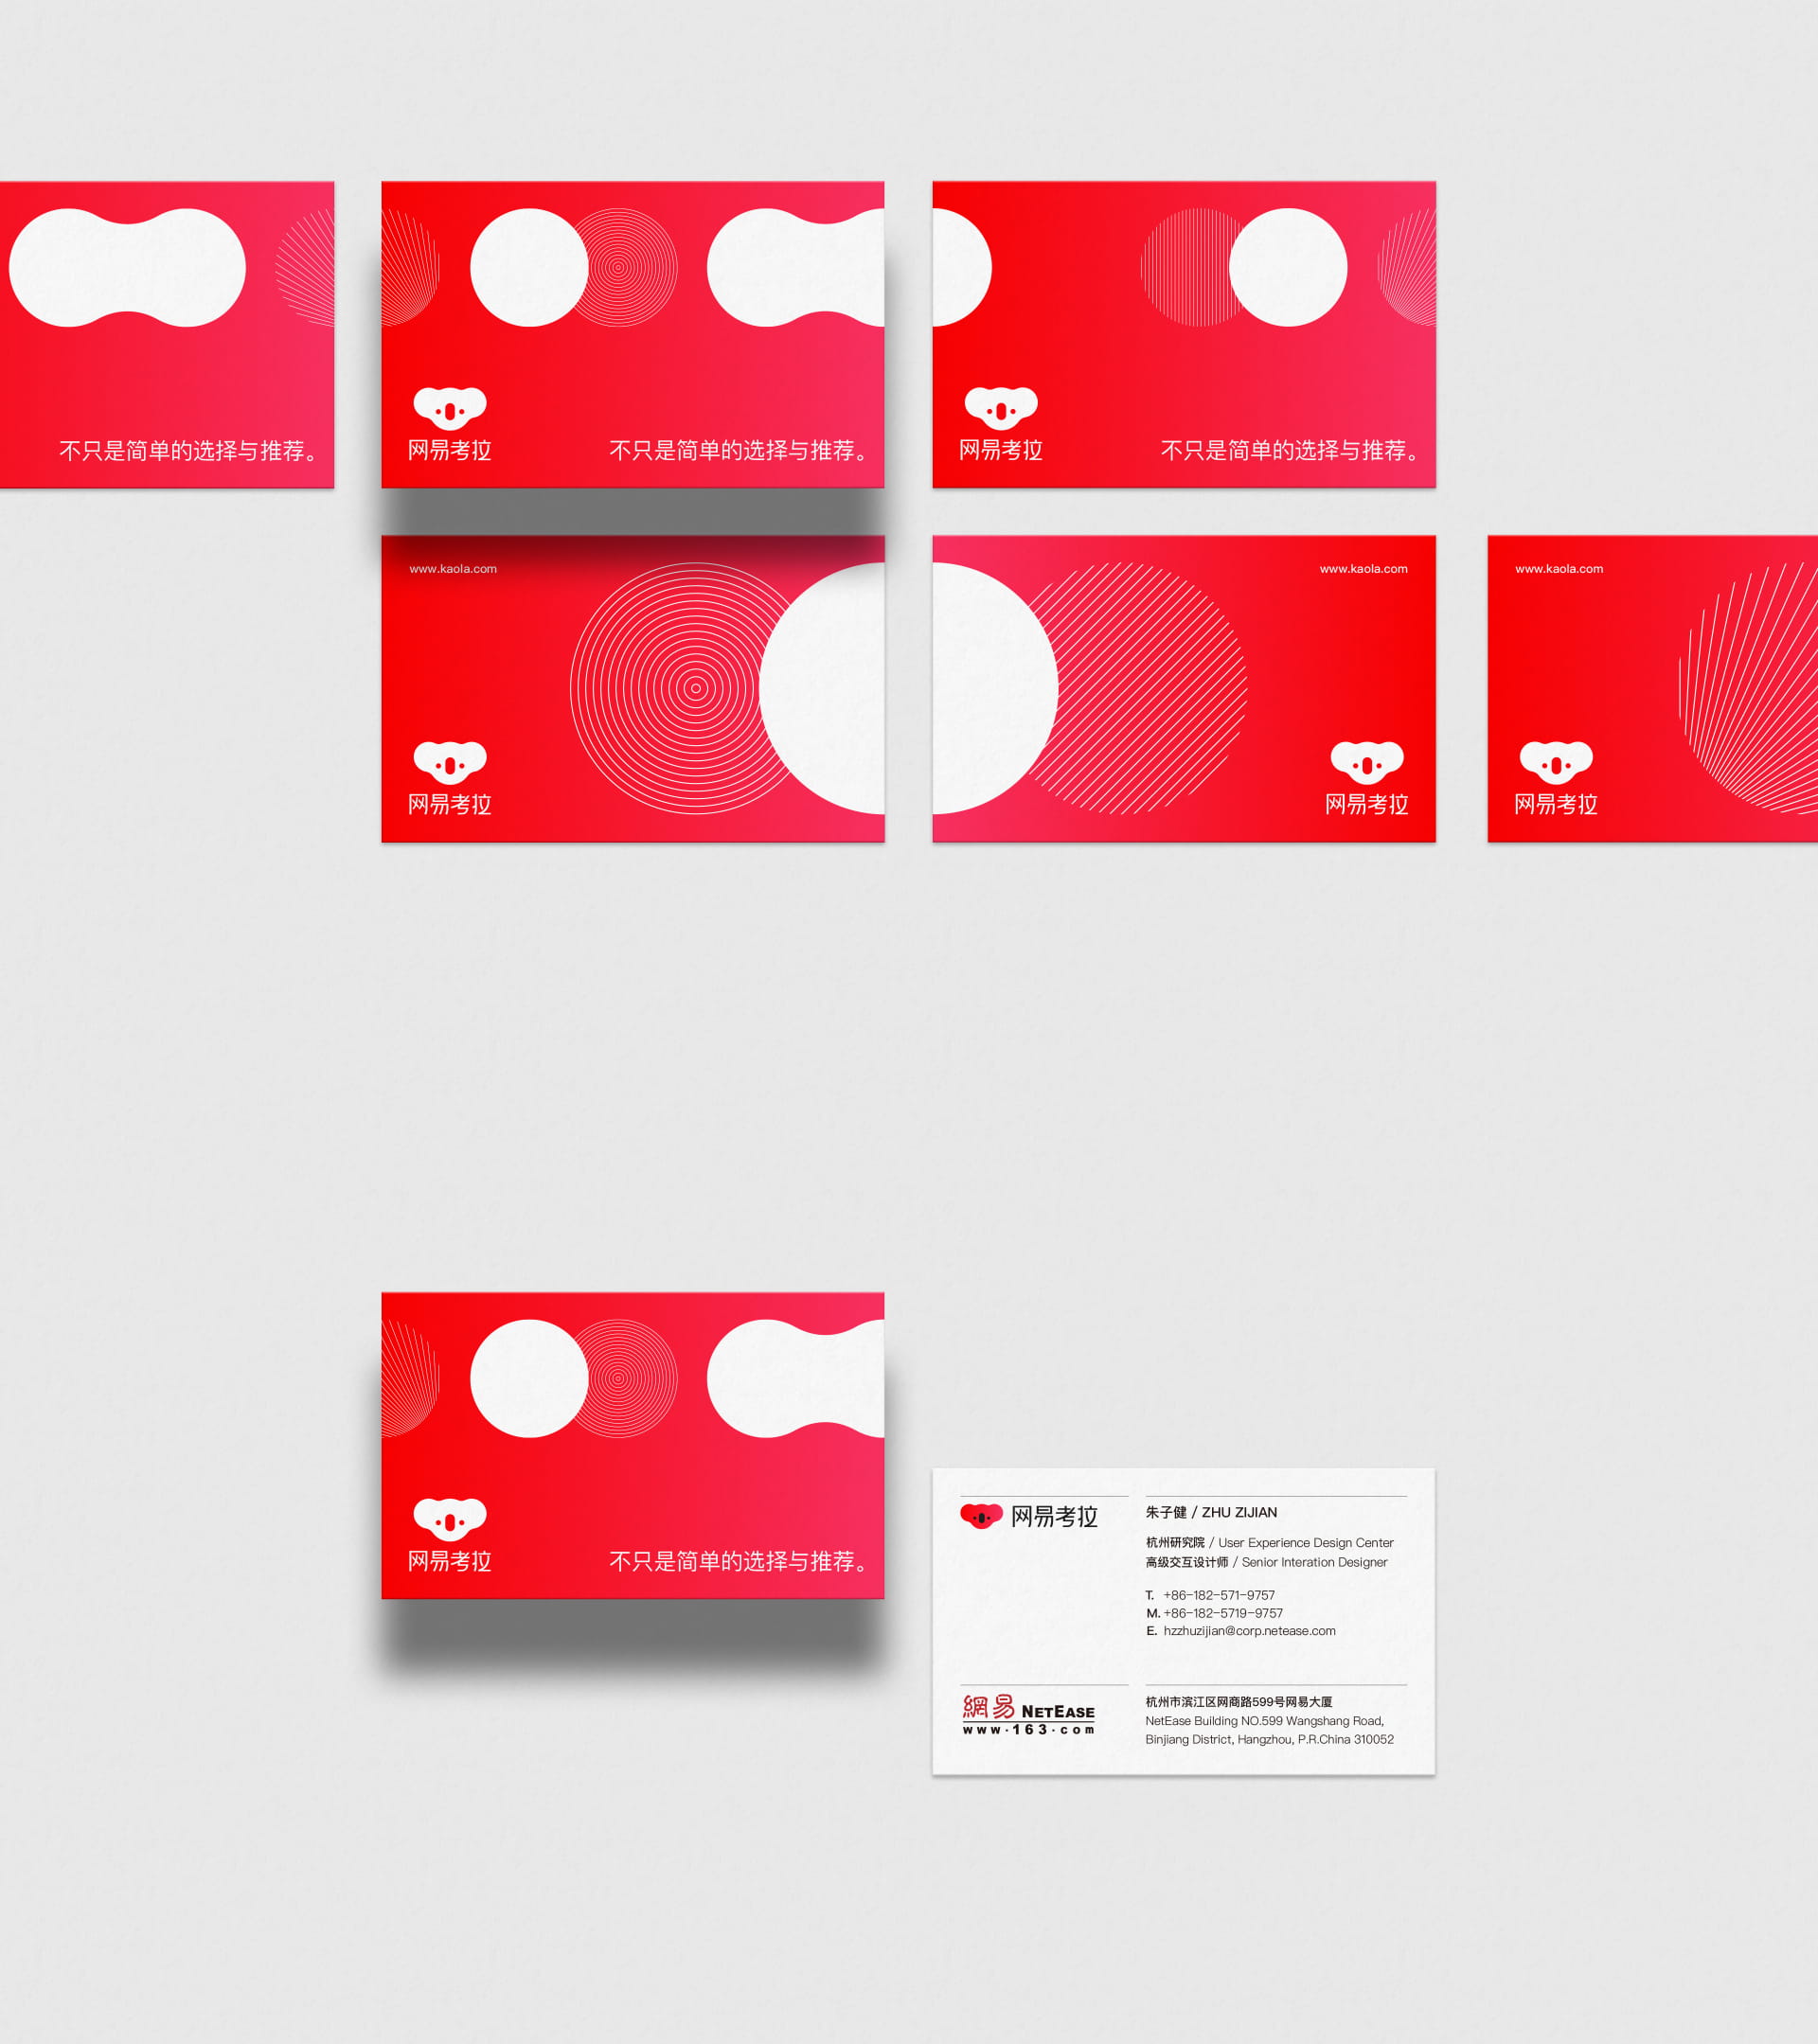 不只是简单的选择与推荐。
网易考拉
不只是简单的选择与推荐。
网易考拉
不只是简单的选择与推荐。
www.kaola.com
网易考拉
www.kaola.com
网易考拉
www.kaola.com
网易考拉
网易考拉
不只是简单的选择与推荐。
网易考拉
朱子健 / ZHU ZIJIAN
杭州研究院 / User Experience Design Center
高级交互设计师 / Senior Interation Designer
T. +86-182-571-9757
M. +86-182-5719-9757
E. hzzhuzijian@corp.netease.com
網易 NETEASE
www·163·com
杭州市滨江区网商路599号网易大厦
NetEase Building NO.599 Wangshang Road,
Binjiang District, Hangzhou, P.R.China 310052